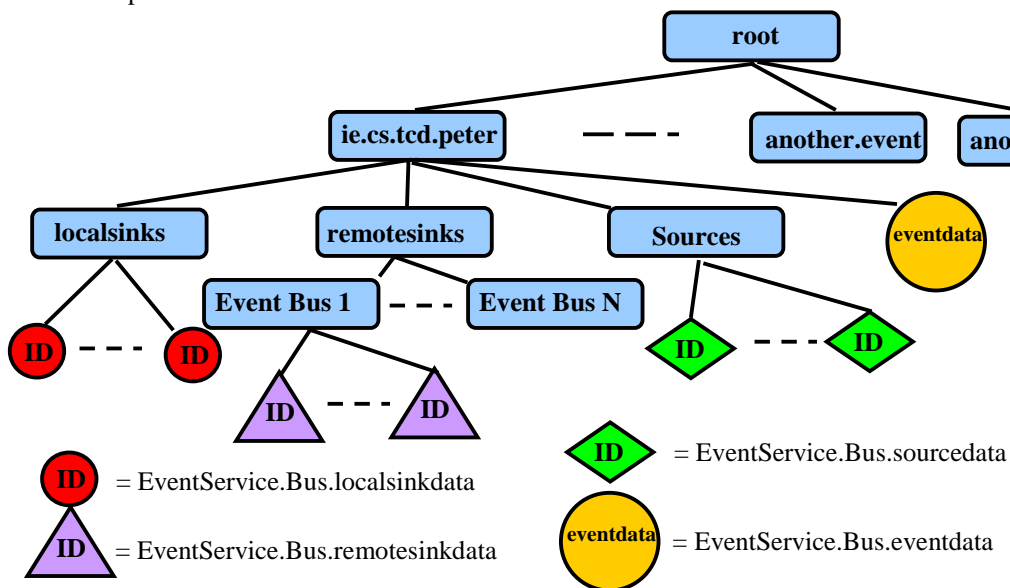 root
ie.cs.tcd.peter
another.event
ano
localsinks
remotesinks
Sources
eventdata
Event Bus 1
Event Bus N
ID
ID
ID
ID
ID
ID
ID
= EventService.Bus.localsinkdata
ID
= EventService.Bus.sourcedata
ID
= EventService.Bus.remotesinkdata
eventdata
= EventService.Bus.eventdata